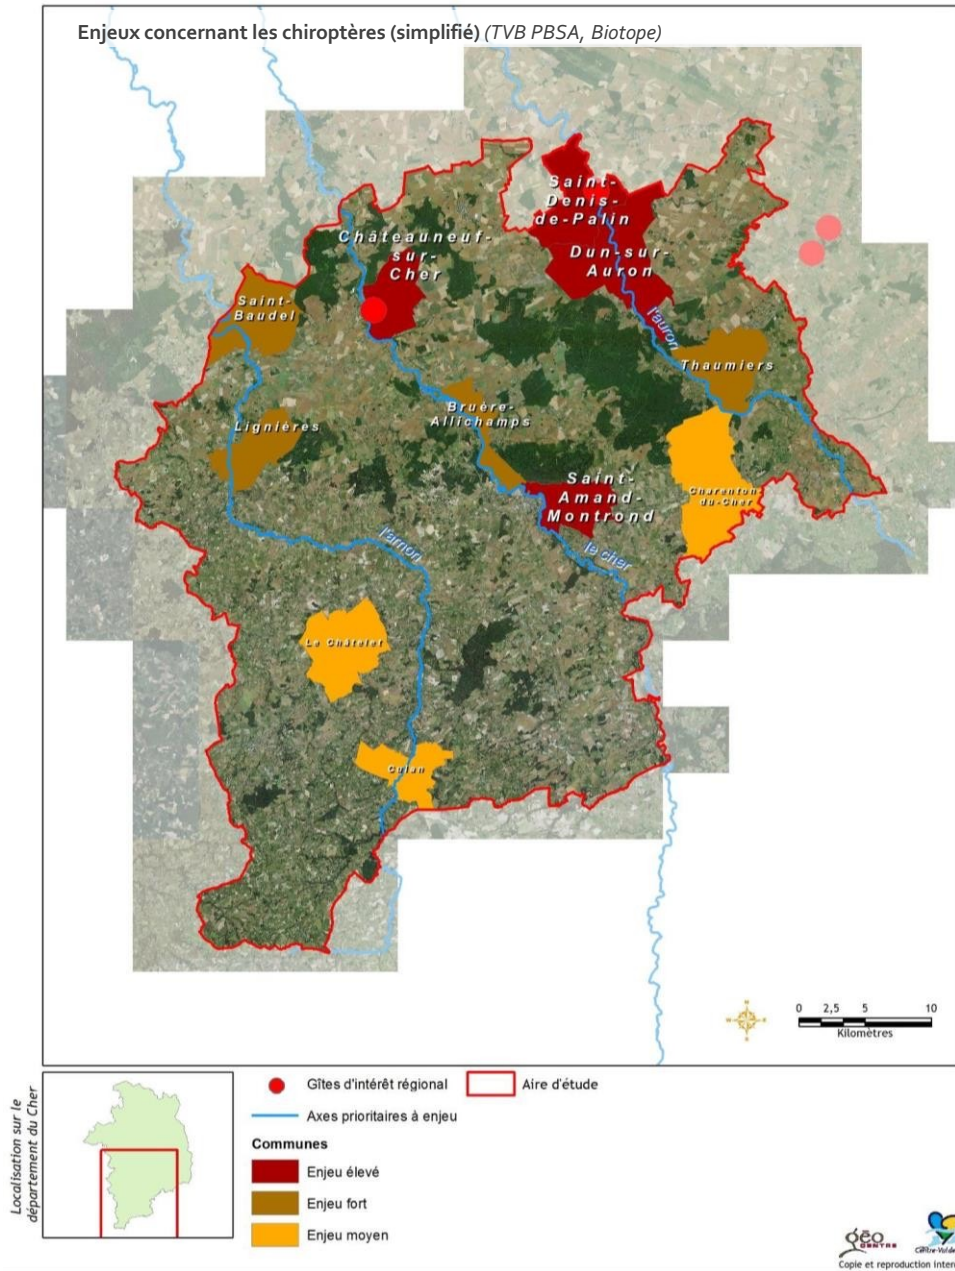 Enjeux concernant les chiroptères (simplifié) (TVB PBSA, Biotope)
Saint-
Denis-
de-Palin
Châteauneuf-
sur-
Cher
Dun-sur-
Auron
Saint-
Baudel
l'auron
Thaumiers
Bruère-
Allichamps
Lignières
Saint-
Amand-
Montrond
Charenton-
du-Cher
l'arnon
le cher
Le Châtelet
Culan
N
W E
S
0 2,5 5 10
Kilomètres
Localisation sur le
département du Cher
Gîtes d'intérêt régional
Aire d'étude
Axes prioritaires à enjeu
Communes
Enjeu élevé
Enjeu fort
Enjeu moyen
géo
CENTRE
Copie et reproduction inter